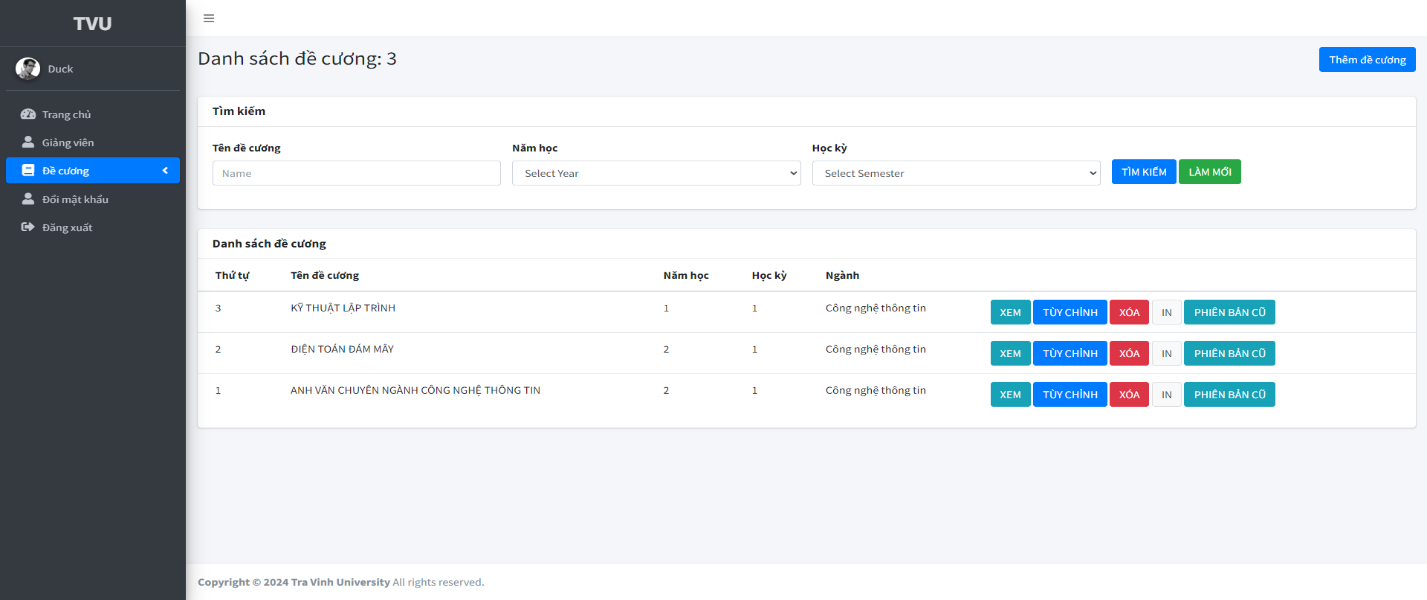 TVU
Duck
Trang chủ
Giảng viên
Đề cương
Đổi mật khẩu
Đăng xuất
Danh sách đề cương: 3
Thêm đề cương
Tìm kiếm
Tên đề cương Năm học Học kỳ
Name Select Year Select Semester TÌM KIẾM LÀM MỚI
Danh sách đề cương
Thứ tự Tên đề cương Năm học Học kỳ Ngành
3 KỸ THUẬT LẬP TRÌNH 1 1 Công nghệ thông tin XEM TÙY CHỈNH XÓA IN PHIÊN BẢN CŨ
2 ĐIỆN TOÁN ĐÁM MÂY 2 1 Công nghệ thông tin XEM TÙY CHỈNH XÓA IN PHIÊN BẢN CŨ
1 ANH VĂN CHUYÊN NGÀNH CÔNG NGHỆ THÔNG TIN 2 1 Công nghệ thông tin XEM TÙY CHỈNH XÓA IN PHIÊN BẢN CŨ
Copyright © 2024 Tra Vinh University All rights reserved.